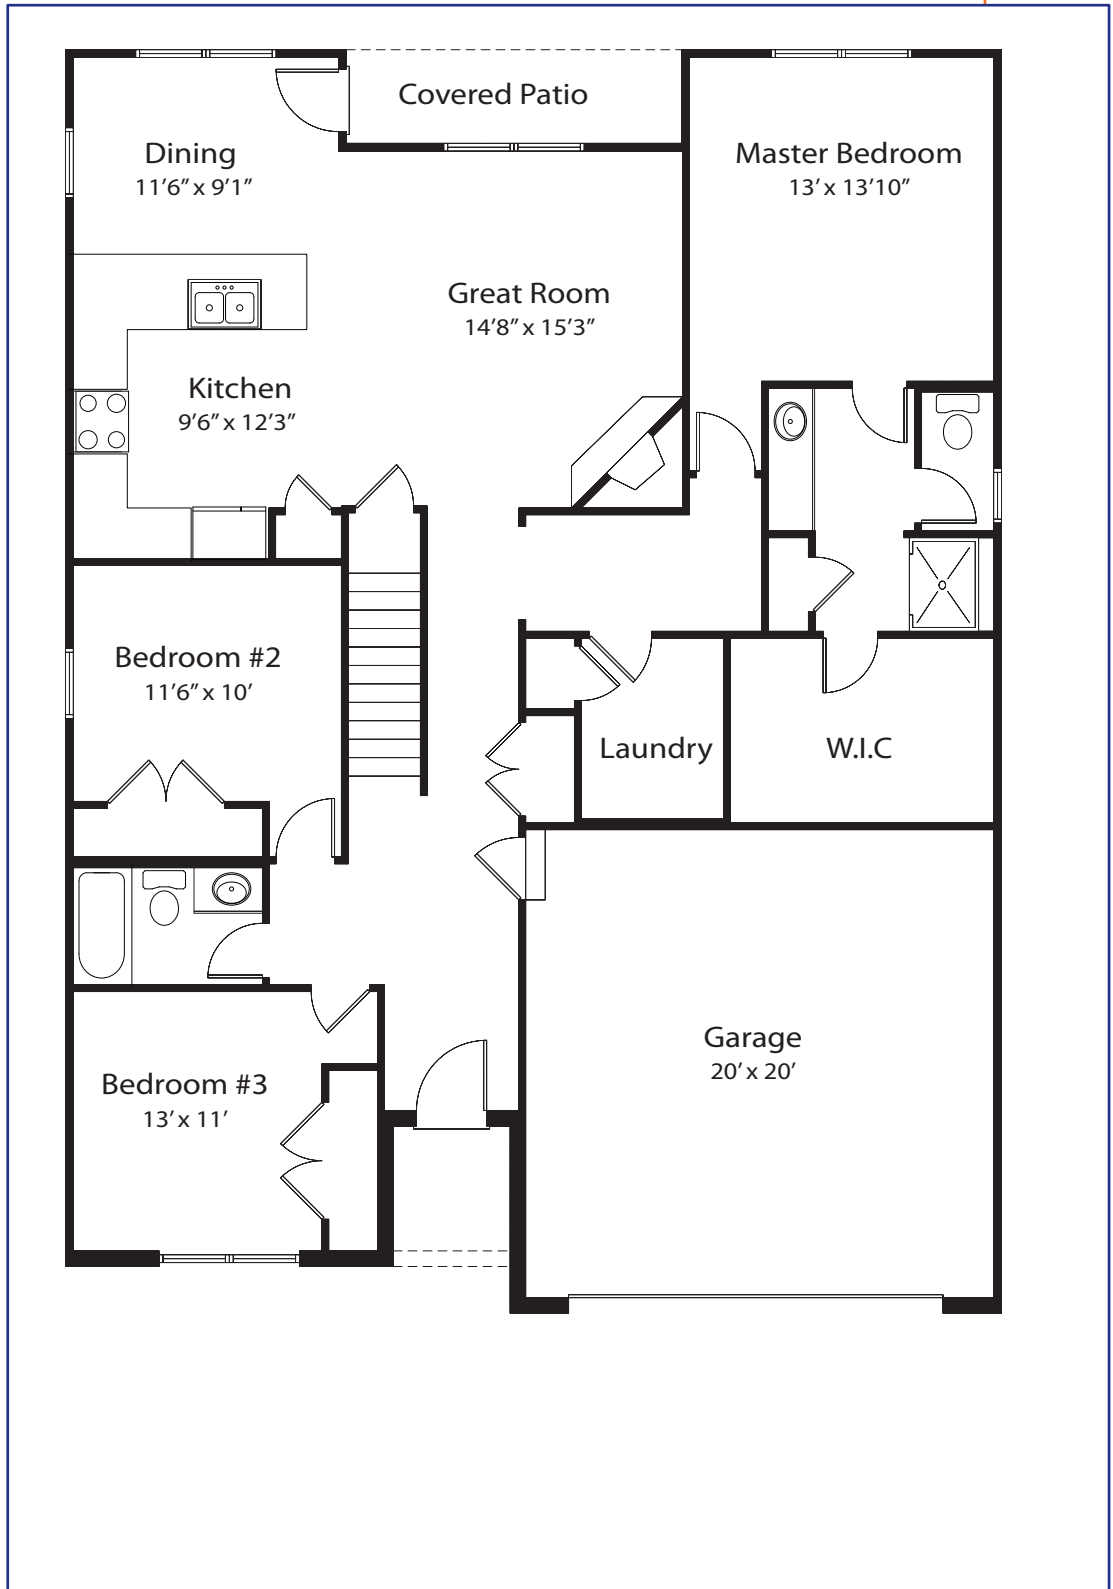 Covered Patio
Dining
11′6″ x 9′1″
Master Bedroom
13′ x 13′10″
Great Room
14′8″ x 15′3″
Kitchen
9′6″ x 12′3″
Bedroom #2
11′6″ x 10′
Laundry
W.I.C
Garage
20′ x 20′
Bedroom #3
13′ x 11′